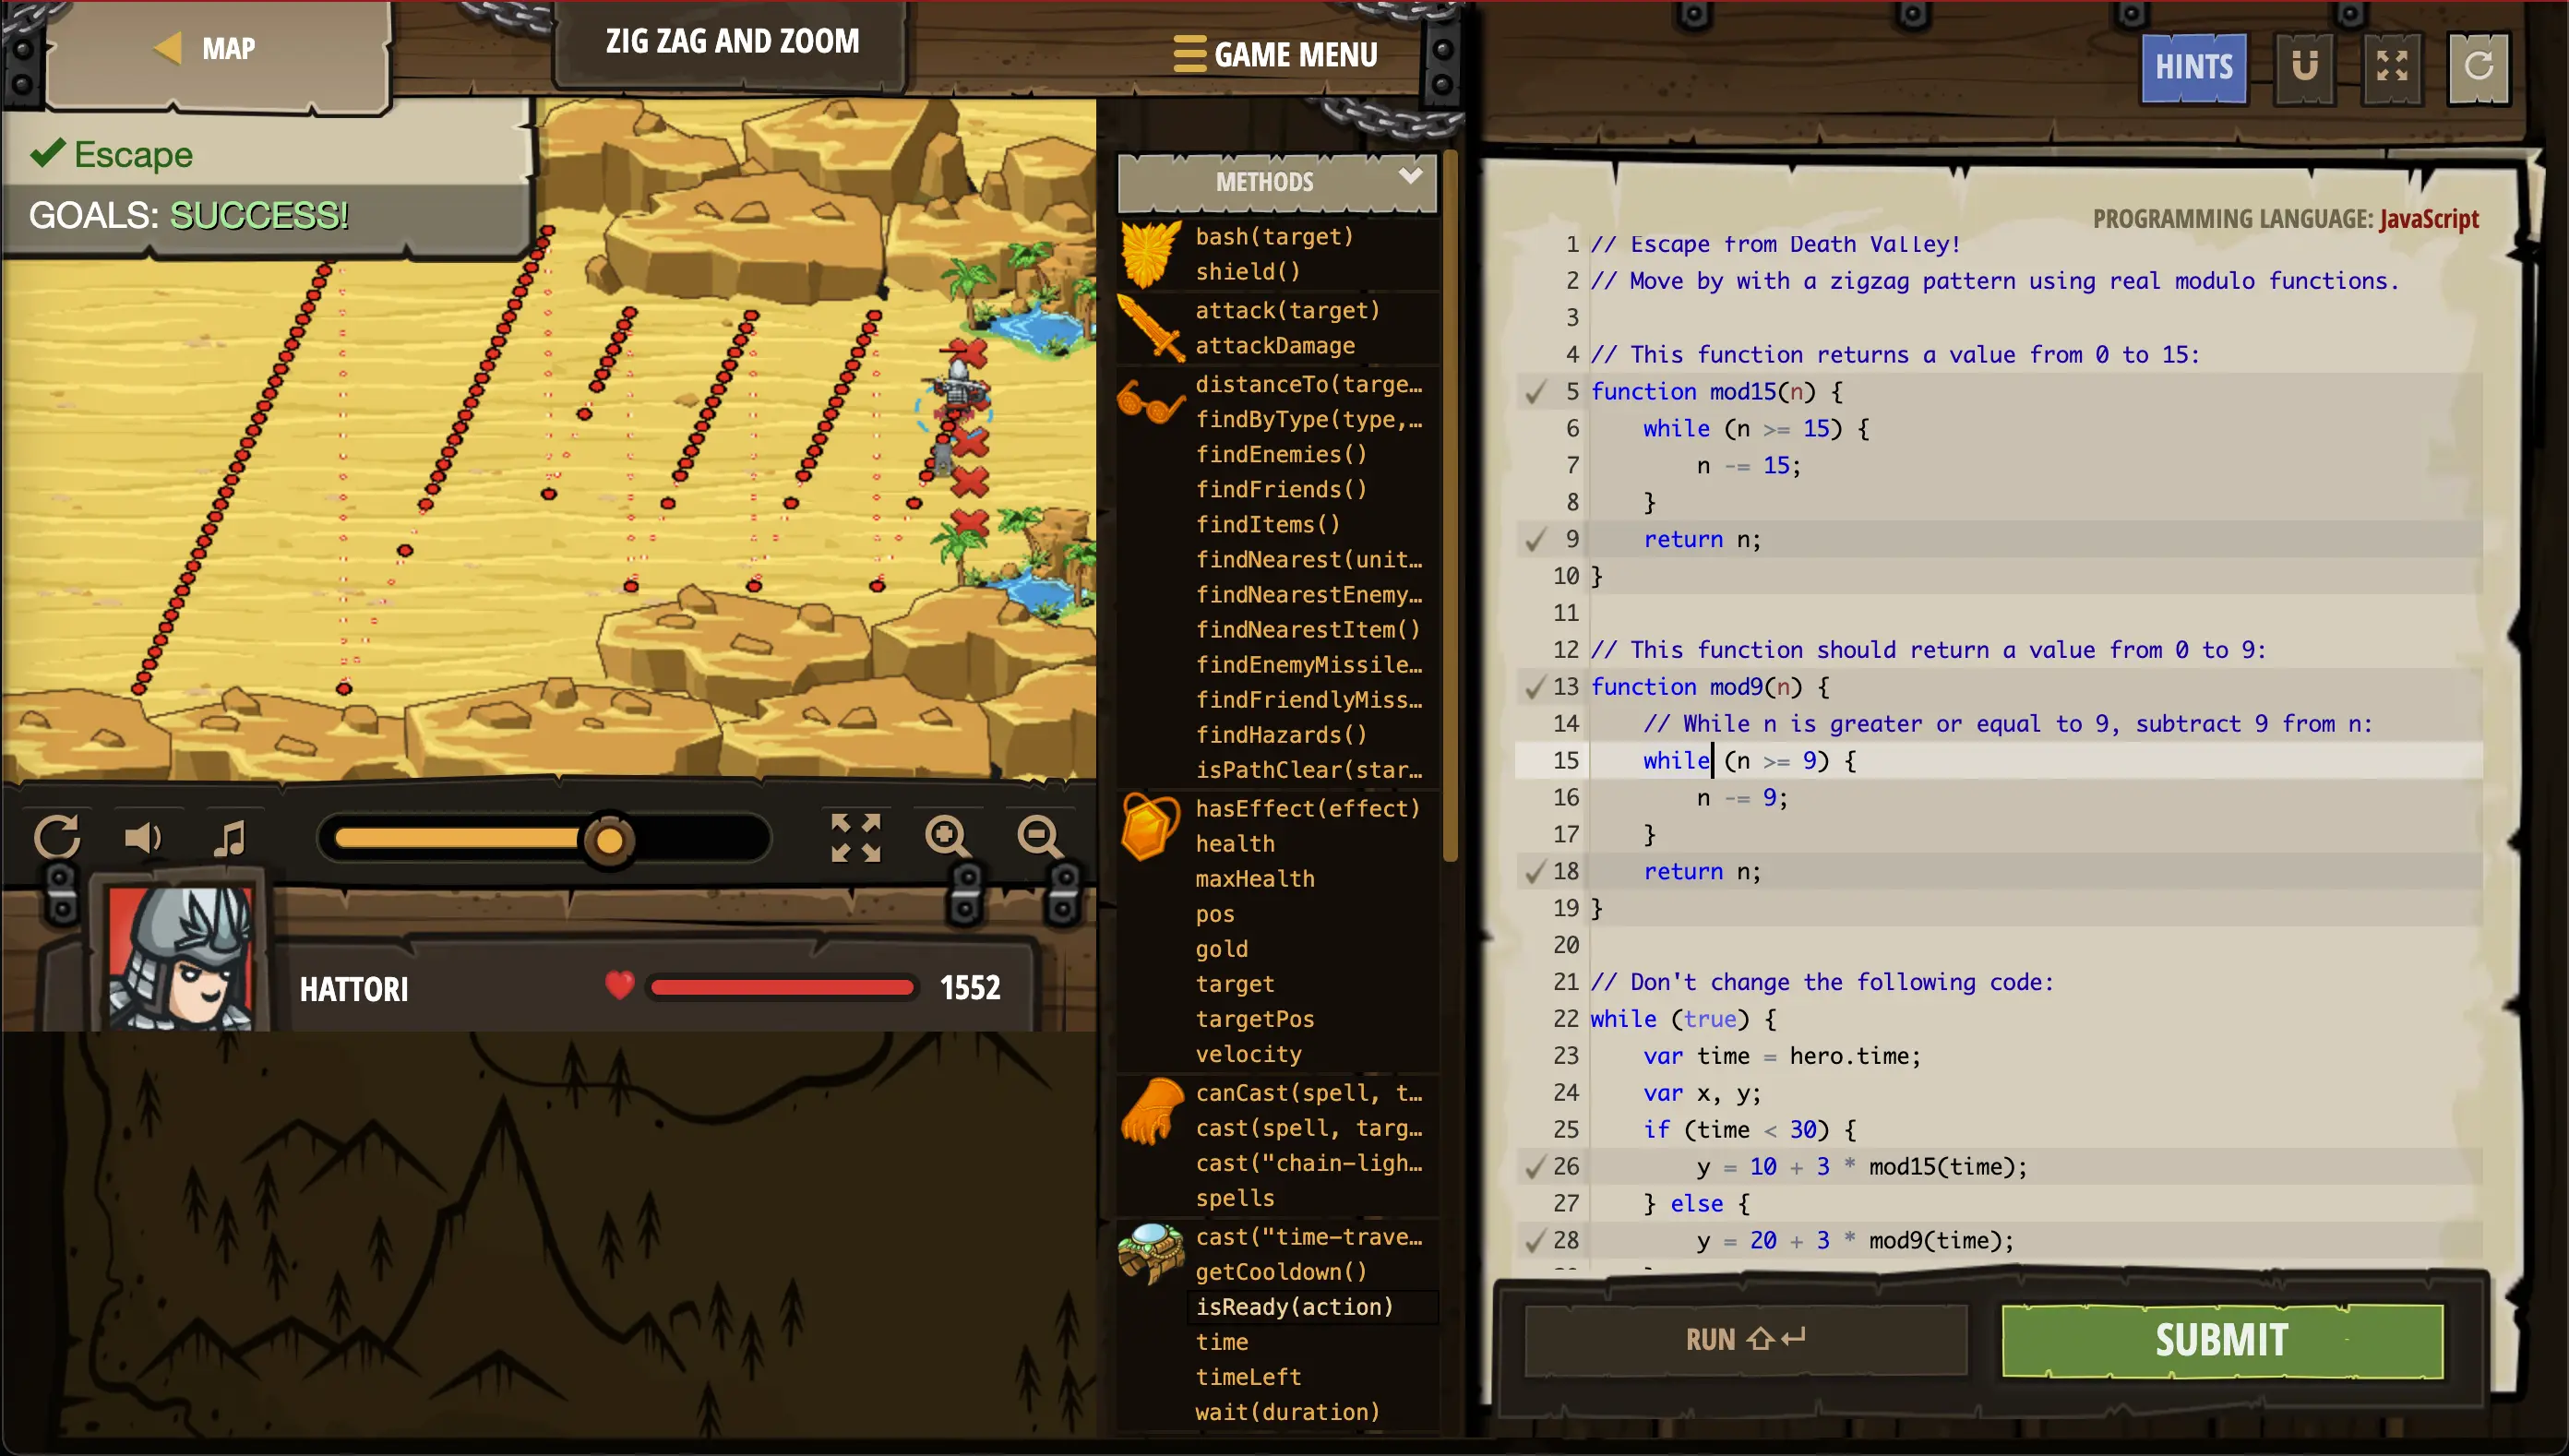 MAP
ZIG ZAG AND ZOOM
GAME MENU
HINTS
Escape
GOALS: SUCCESS!
HATTORI
1552
METHODS
bash(target)
shield()
attack(target)
attackDamage
distanceTo(targe…
findByType(type,…
findEnemies()
findFriends()
findItems()
findNearest(unit…
findNearestEnemy…
findNearestItem()
findEnemyMissile…
findFriendlyMiss…
findHazards()
isPathClear(star…
hasEffect(effect)
health
maxHealth
pos
gold
target
targetPos
velocity
canCast(spell, t…
cast(spell, targ…
cast("chain-ligh…
spells
cast("time-trave…
getCooldown()
isReady(action)
time
timeLeft
wait(duration)
PROGRAMMING LANGUAGE: JavaScript
1 // Escape from Death Valley!
2 // Move by with a zigzag pattern using real modulo functions.
3
4 // This function returns a value from 0 to 15:
5 function mod15(n) {
6 while (n >= 15) {
7 n -= 15;
8 }
9 return n;
10 }
11
12 // This function should return a value from 0 to 9:
13 function mod9(n) {
14 // While n is greater or equal to 9, subtract 9 from n:
15 while (n >= 9) {
16 n -= 9;
17 }
18 return n;
19 }
20
21 // Don't change the following code:
22 while (true) {
23 var time = hero.time;
24 var x, y;
25 if (time < 30) {
26 y = 10 + 3 * mod15(time);
27 } else {
28 y = 20 + 3 * mod9(time);
RUN
SUBMIT